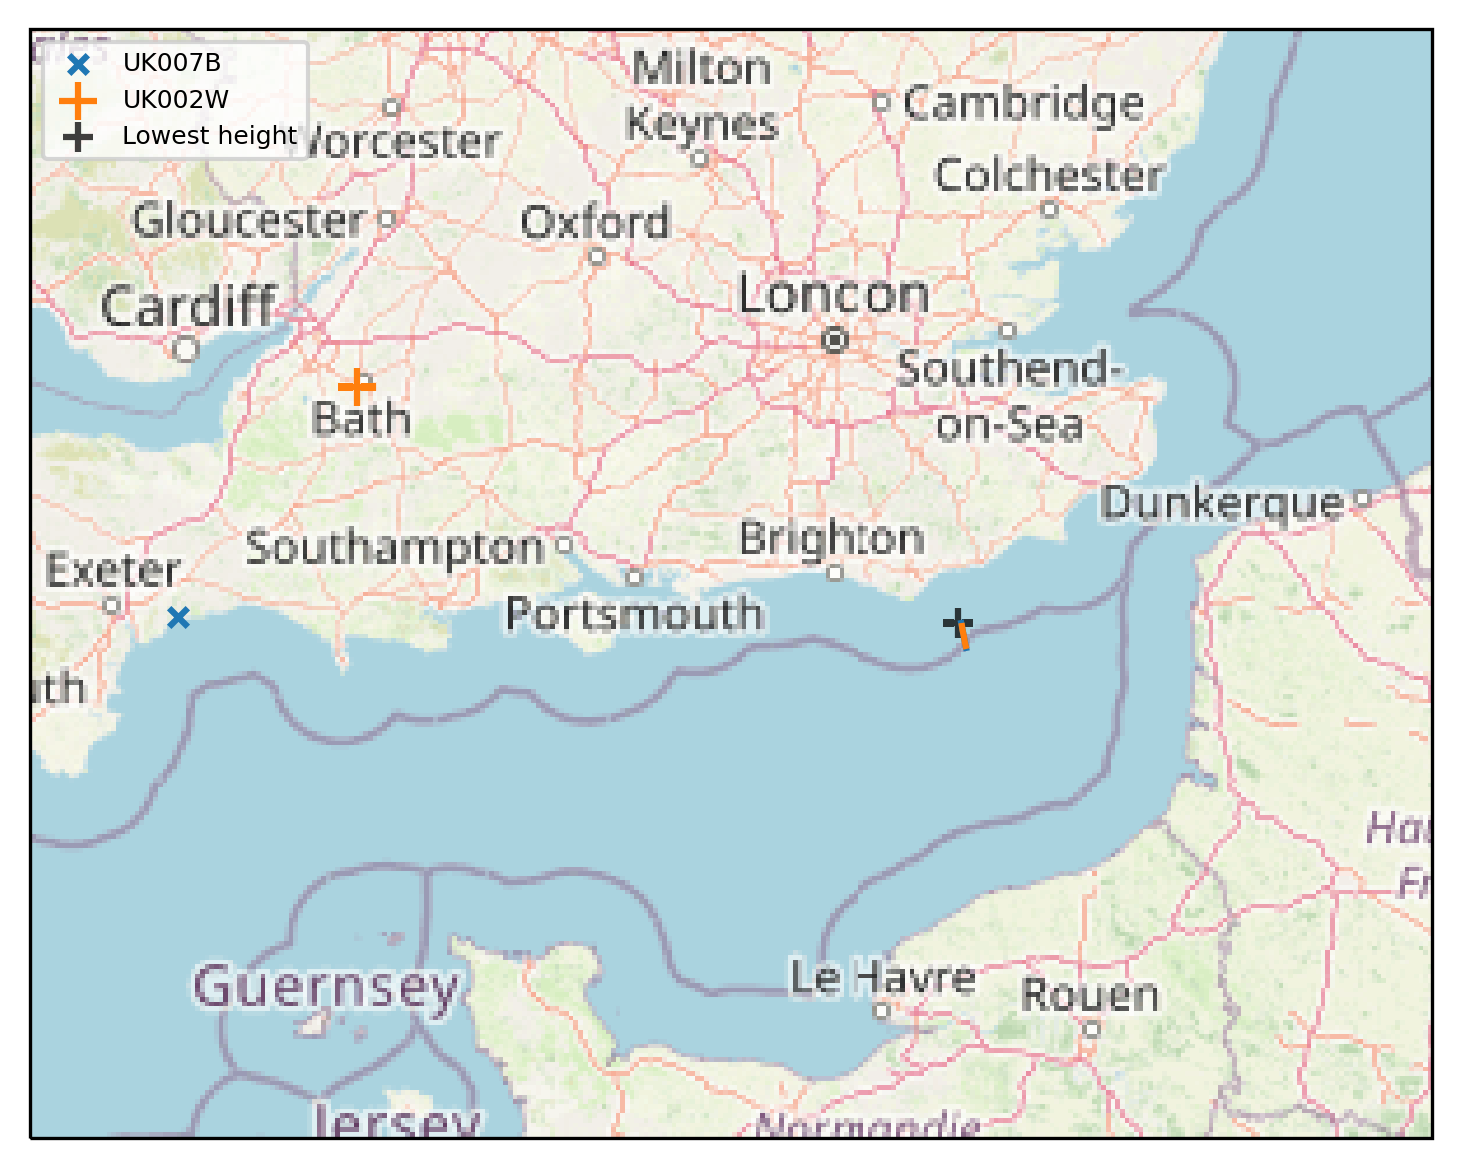 UK007B
UK002W
Lowest height
Milton
Keynes
Cambridge
Worcester
Colchester
Gloucester
Oxford
Cardiff
Loncon
Southend-
on-Sea
Bath
Dunkerque
Southampton
Brighton
Exeter
Portsmouth
uth
Hau
Fr
Guernsey
Le Havre
Rouen
Jersey
Normandie